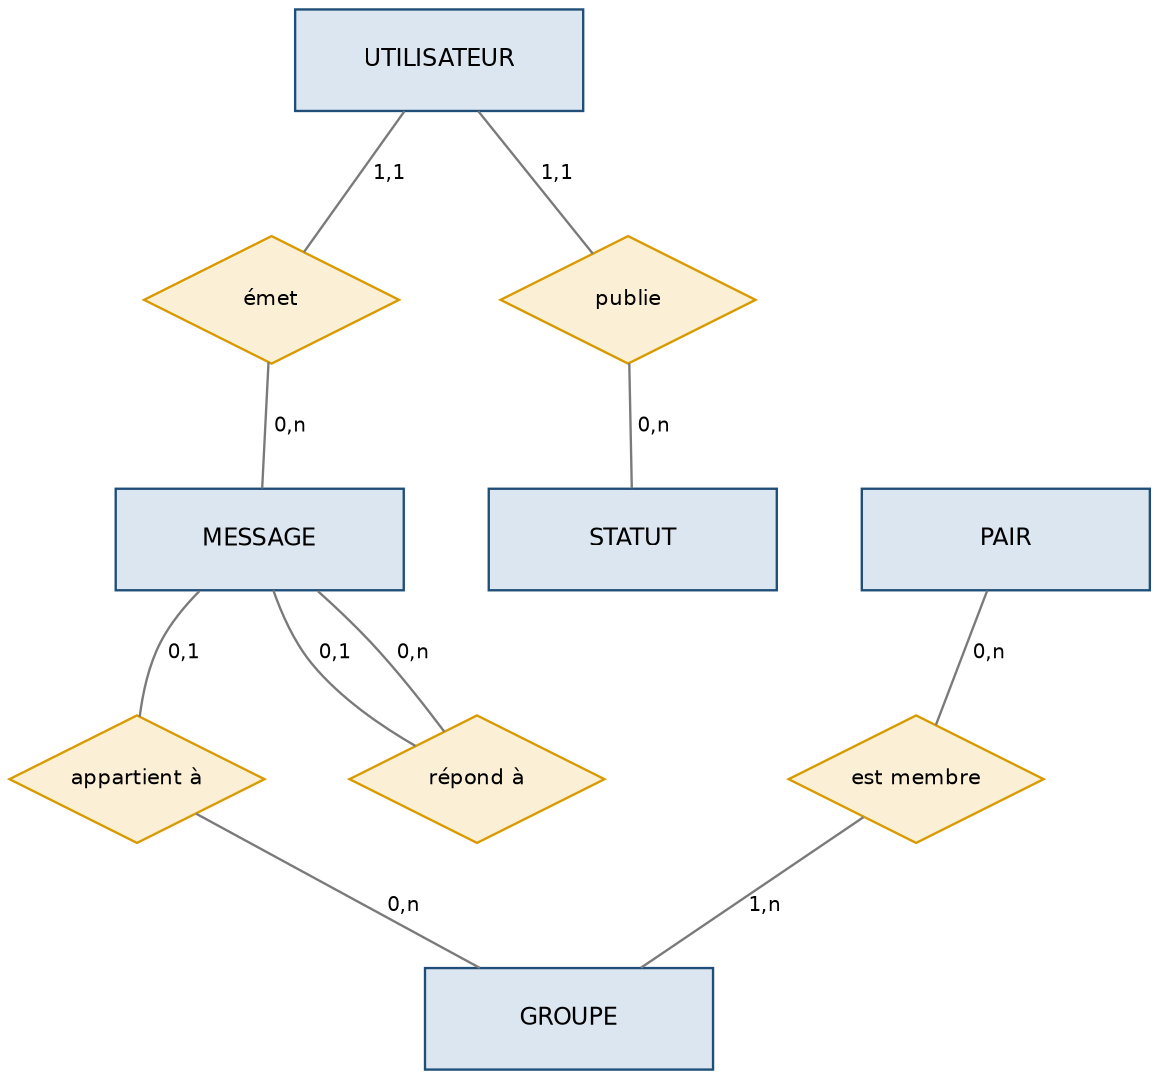 UTILISATEUR
1,1
1,1
émet
publie
0,n
0,n
MESSAGE
STATUT
PAIR
0,1
0,1
0,n
0,n
appartient à
répond à
est membre
0,n
1,n
GROUPE